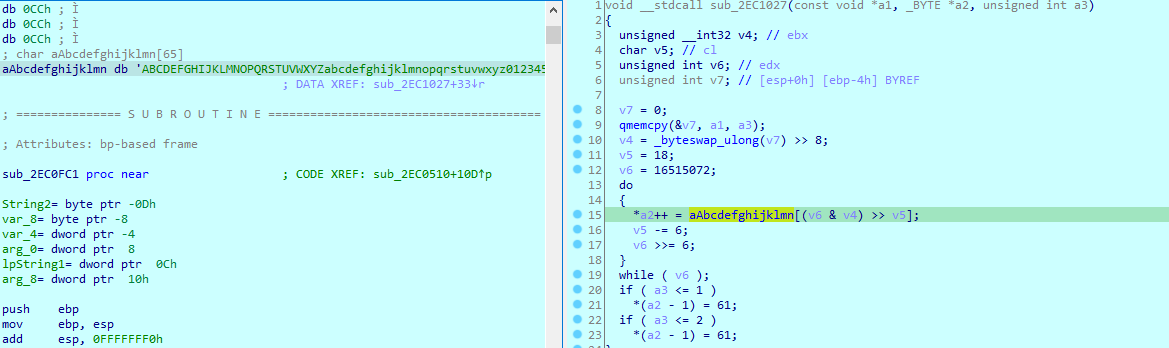 db 0CCh ; Ì
db 0CCh ; Ì
db 0CCh ; Ì
; char aAbcdefghijklmn[65]
aAbcdefghijklmn db 'ABCDEFGHIJKLMNOPQRSTUVWXYZabcdefghijklmnopqrstuvwxyz012345
; DATA XREF: sub_2EC1027+33↓r
; =============== S U B R O U T I N E =======================================
; Attributes: bp-based frame
sub_2EC0FC1 proc near ; CODE XREF: sub_2EC0510+10D↑p
String2= byte ptr -0Dh
var_8= byte ptr -8
var_4= dword ptr -4
arg_0= dword ptr 8
lpString1= dword ptr 0Ch
arg_8= dword ptr 10h
push ebp
mov ebp, esp
add esp, 0FFFFFFF0h
1 void __stdcall sub_2EC1027(const void *a1, _BYTE *a2, unsigned int a3)
2 {
3 unsigned __int32 v4; // ebx
4 char v5; // cl
5 unsigned int v6; // edx
6 unsigned int v7; // [esp+0h] [ebp-4h] BYREF
7
8 v7 = 0;
9 qmemcpy(&v7, a1, a3);
10 v4 = _byteswap_ulong(v7) >> 8;
11 v5 = 18;
12 v6 = 16515072;
13 do
14 {
15 *a2++ = aAbcdefghijklmn[(v6 & v4) >> v5];
16 v5 -= 6;
17 v6 >>= 6;
18 }
19 while ( v6 );
20 if ( a3 <= 1 )
21 *(a2 - 1) = 61;
22 if ( a3 <= 2 )
23 *(a2 - 1) = 61;